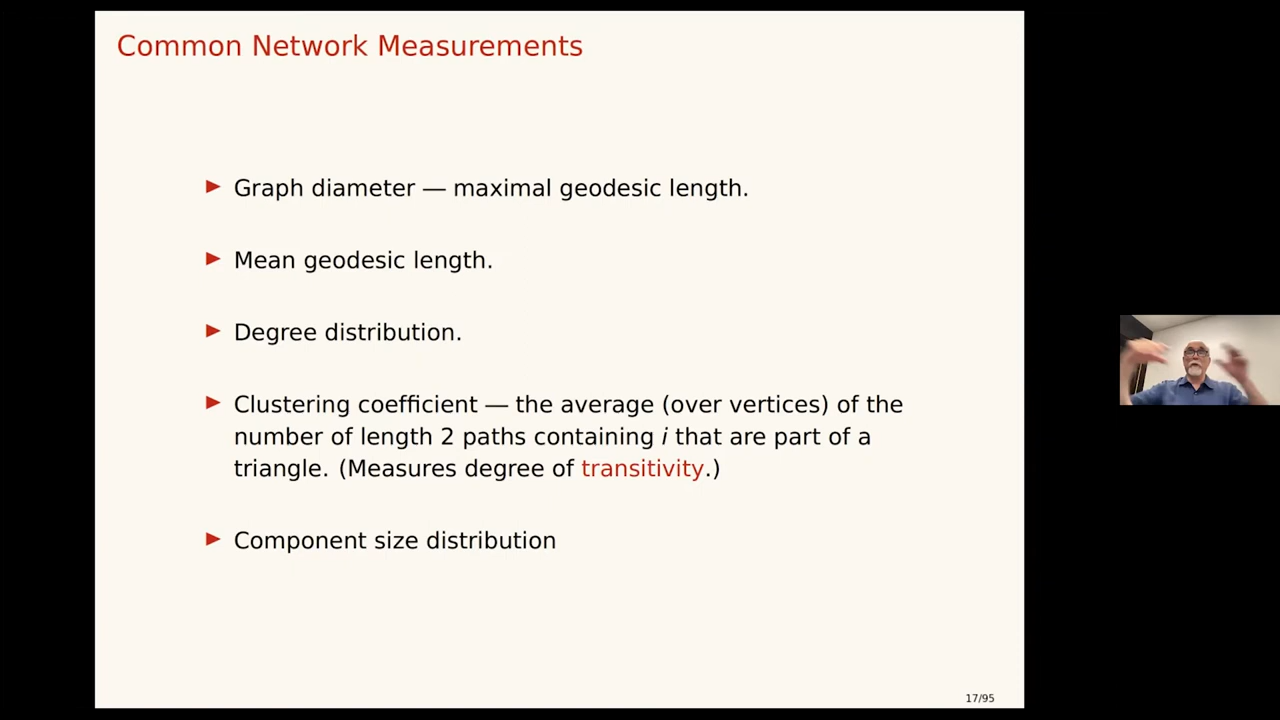 Common Network Measurements
► Graph diameter — maximal geodesic length.
► Mean geodesic length.
► Degree distribution.
► Clustering coefficient — the average (over vertices) of the
number of length 2 paths containing i that are part of a
triangle. (Measures degree of transitivity.)
► Component size distribution
17/95